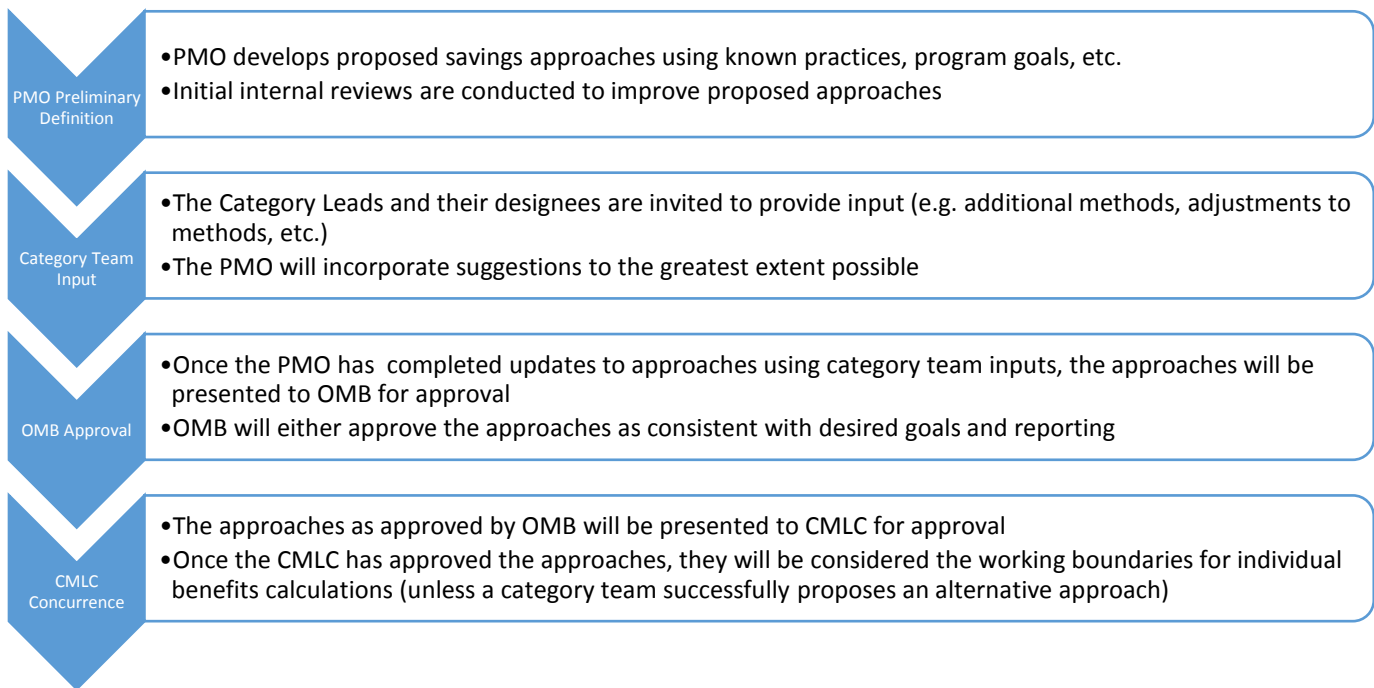 PMO Preliminary
Definition
•PMO develops proposed savings approaches using known practices, program goals, etc.
•Initial internal reviews are conducted to improve proposed approaches
Category Team
Input
•The Category Leads and their designees are invited to provide input (e.g. additional methods, adjustments to
methods, etc.)
•The PMO will incorporate suggestions to the greatest extent possible
OMB Approval
•Once the PMO has  completed updates to approaches using category team inputs, the approaches will be
presented to OMB for approval
•OMB will either approve the approaches as consistent with desired goals and reporting
CMLC
Concurrence
•The approaches as approved by OMB will be presented to CMLC for approval
•Once the CMLC has approved the approaches, they will be considered the working boundaries for individual
benefits calculations (unless a category team successfully proposes an alternative approach)